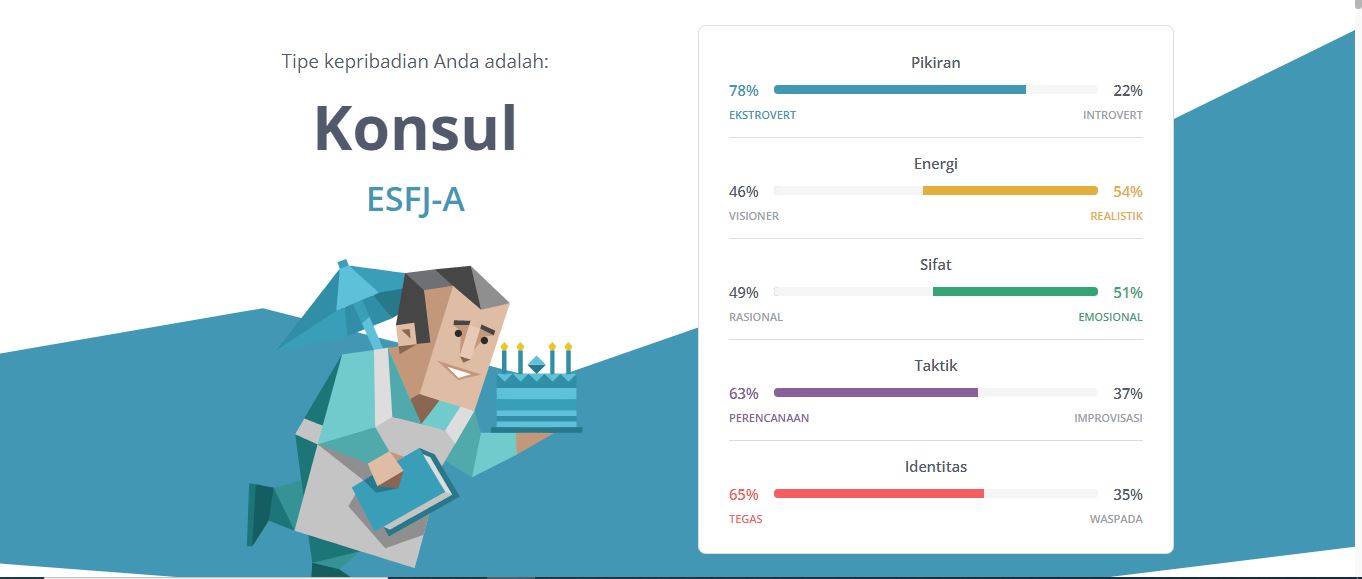 Tipe kepribadian Anda adalah:
Konsul
ESFJ-A
Pikiran
78% 22%
EKSTROVERT INTROVERT
Energi
46% 54%
VISIONER REALISTIK
Sifat
49% 51%
RASIONAL EMOSIONAL
Taktik
63% 37%
PERENCANAAN IMPROVISASI
Identitas
65% 35%
TEGAS WASPADA